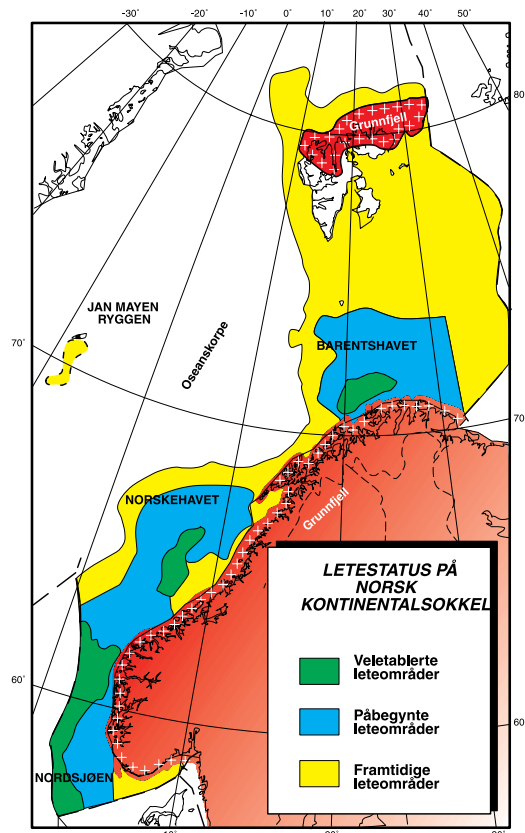 -30° -20° -10° 0° 10° 20° 30° 40° 50°
80
Grunnfjell
JAN MAYEN
RYGGEN
Oseanskorpe
BARENTSHAVET
70°
70
NORSKEHAVET
Grunnfjell
LETESTATUS PÅ
NORSK
KONTINENTALSOKKEL
Veletablerte
leteområder
Påbegynte
leteområder
Framtidige
leteområder
60°
60
NORDSJØEN